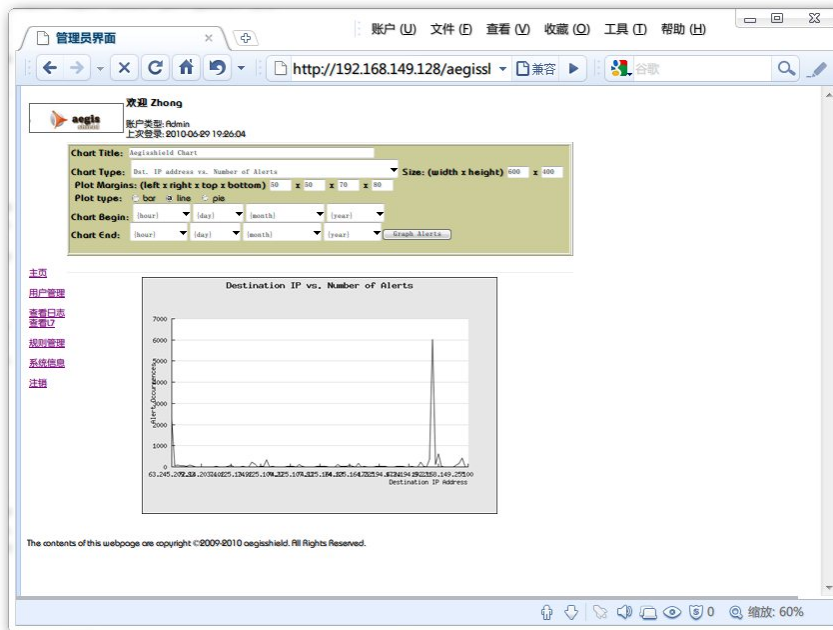 账户 (U) 文件 (F) 查看 (V) 收藏 (O) 工具 (T) 帮助 (H)
管理员界面
http://192.168.149.128/aegissl 兼容 谷歌
aegis
欢迎 Zhong
账户类型: Admin
上次登录: 2010-06-29 19:26:04
Chart Title: Aegisshield Chart
Chart Type: Dst. IP address vs. Number of Alerts Size: (width x height) 600 x 400
Plot Margins: (left x right x top x bottom) 50 x 50 x 70 x 80
Plot type: bar line pie
Chart Begin: {hour} {day} {month} {year}
Chart End: {hour} {day} {month} {year} Graph Alerts
主页
用户管理
查看日志
查看L7
规则管理
系统信息
注销
Destination IP vs. Number of Alerts
7000
6000
5000
4000
3000
2000
1000
0
Alert Occurrences
Destination IP Address
The contents of this webpage are copyright ©2009-2010 aegisshield. All Rights Reserved.
0 缩放: 60%